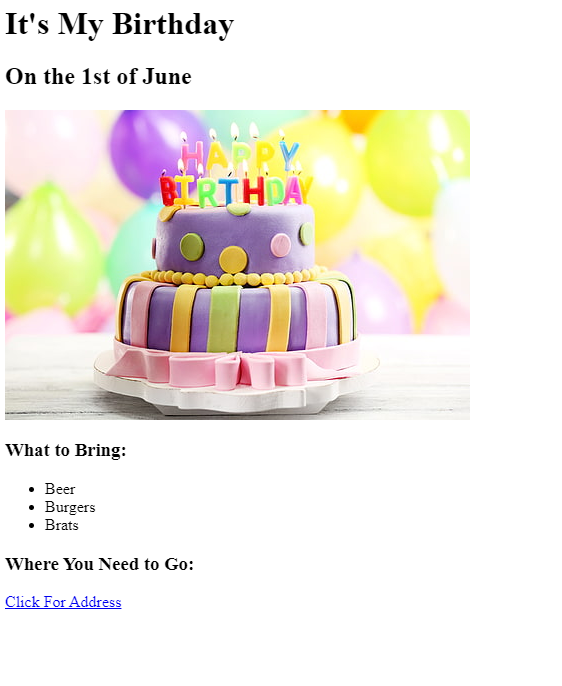 It's My Birthday
On the 1st of June
HAPPY
BIRTHDAY
What to Bring:
Beer
Burgers
Brats
Where You Need to Go:
Click For Address